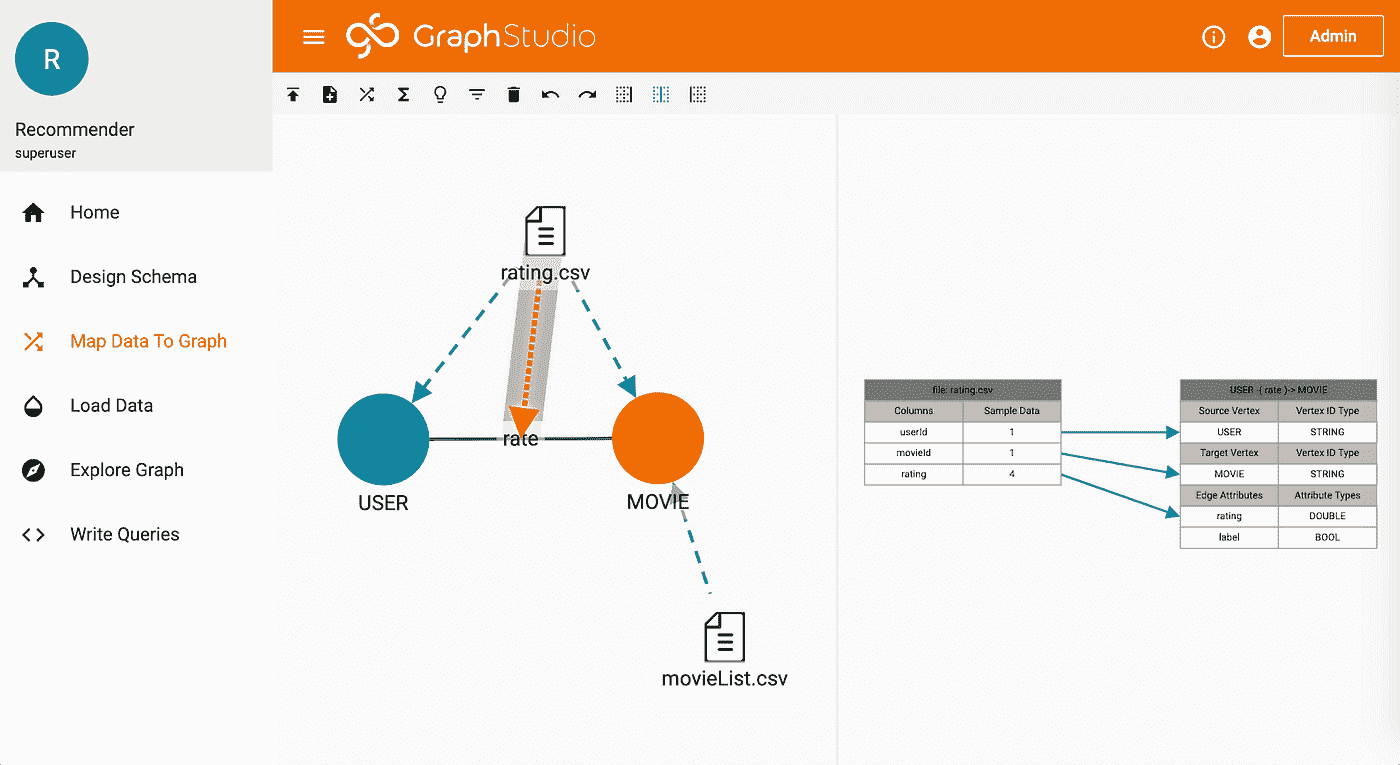 R
Recommender
superuser
Home
Design Schema
Map Data To Graph
Load Data
Explore Graph
Write Queries
GraphStudio
Admin
rating.csv
rate
USER
MOVIE
movieList.csv
file: rating.csv
Columns Sample Data
userId 1
movieId 1
rating 4
USER -( rate )-> MOVIE
Source Vertex Vertex ID Type
USER STRING
Target Vertex Vertex ID Type
MOVIE STRING
Edge Attributes Attribute Types
rating DOUBLE
label BOOL